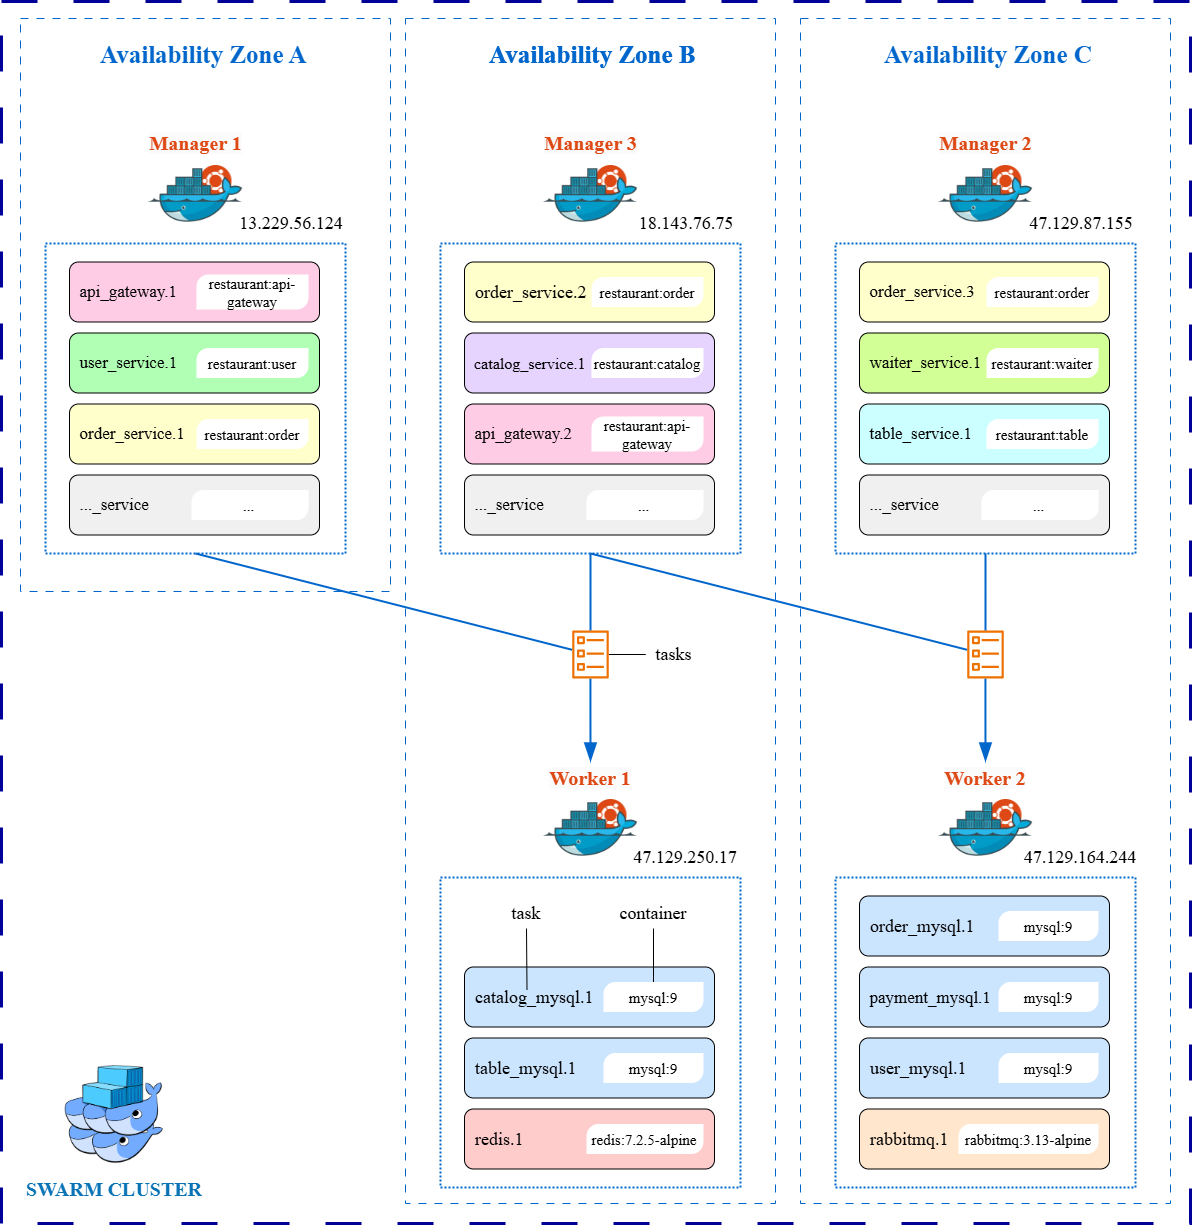 Availability Zone A
Availability Zone B
Availability Zone C
Manager 1
13.229.56.124
api_gateway.1
restaurant:api-
gateway
user_service.1
restaurant:user
order_service.1
restaurant:order
..._service
...
Manager 3
18.143.76.75
order_service.2
restaurant:order
catalog_service.1
restaurant:catalog
api_gateway.2
restaurant:api-
gateway
..._service
...
Manager 2
47.129.87.155
order_service.3
restaurant:order
waiter_service.1
restaurant:waiter
table_service.1
restaurant:table
..._service
...
tasks
Worker 1
47.129.250.17
task
container
catalog_mysql.1
mysql:9
table_mysql.1
mysql:9
redis.1
redis:7.2.5-alpine
Worker 2
47.129.164.244
order_mysql.1
mysql:9
payment_mysql.1
mysql:9
user_mysql.1
mysql:9
rabbitmq.1
rabbitmq:3.13-alpine
SWARM CLUSTER